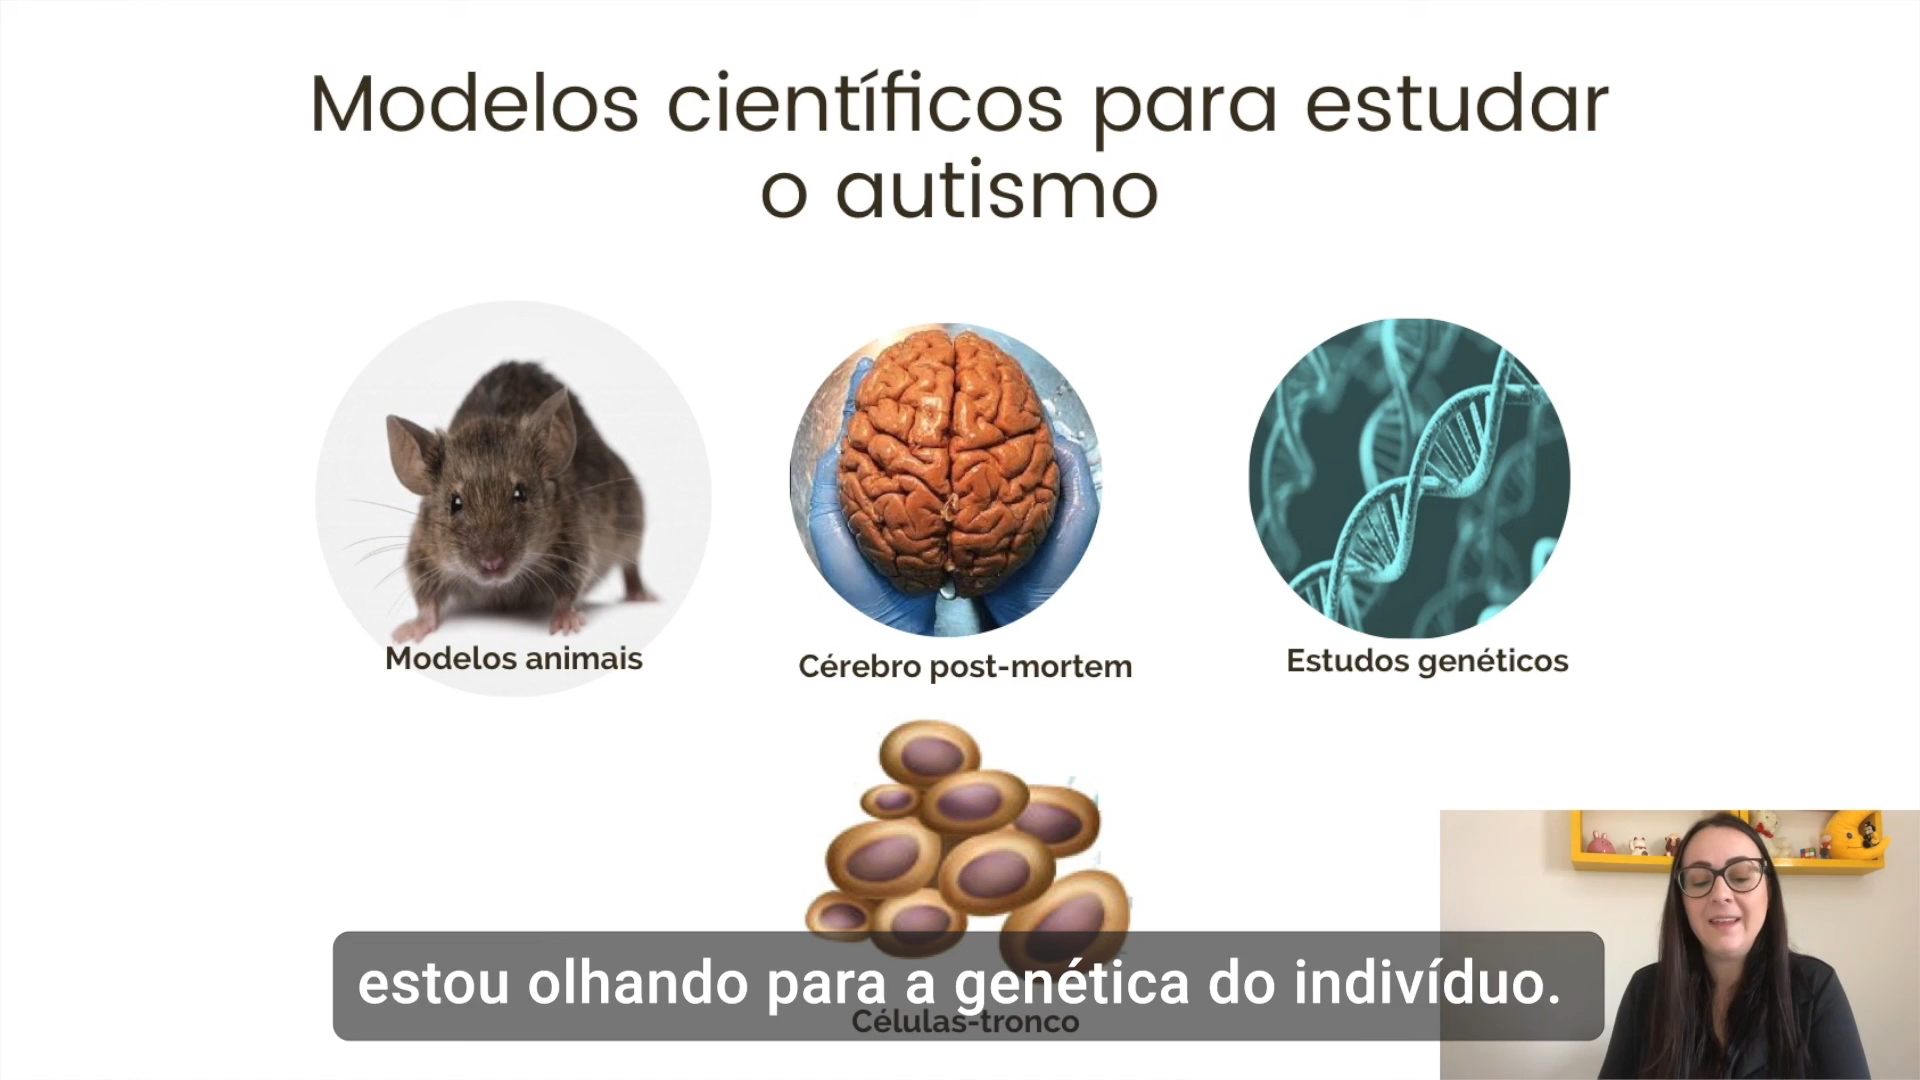 Modelos científicos para estudar
o autismo
Modelos animais
Cérebro post-mortem
Estudos genéticos
estou olhando para a genética do indivíduo.
Células-tronco